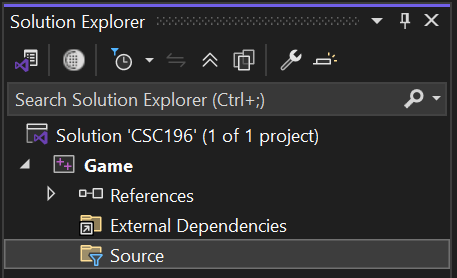 Solution Explorer
Search Solution Explorer (Ctrl+;)
Solution 'CSC196' (1 of 1 project)
Game
References
External Dependencies
Source